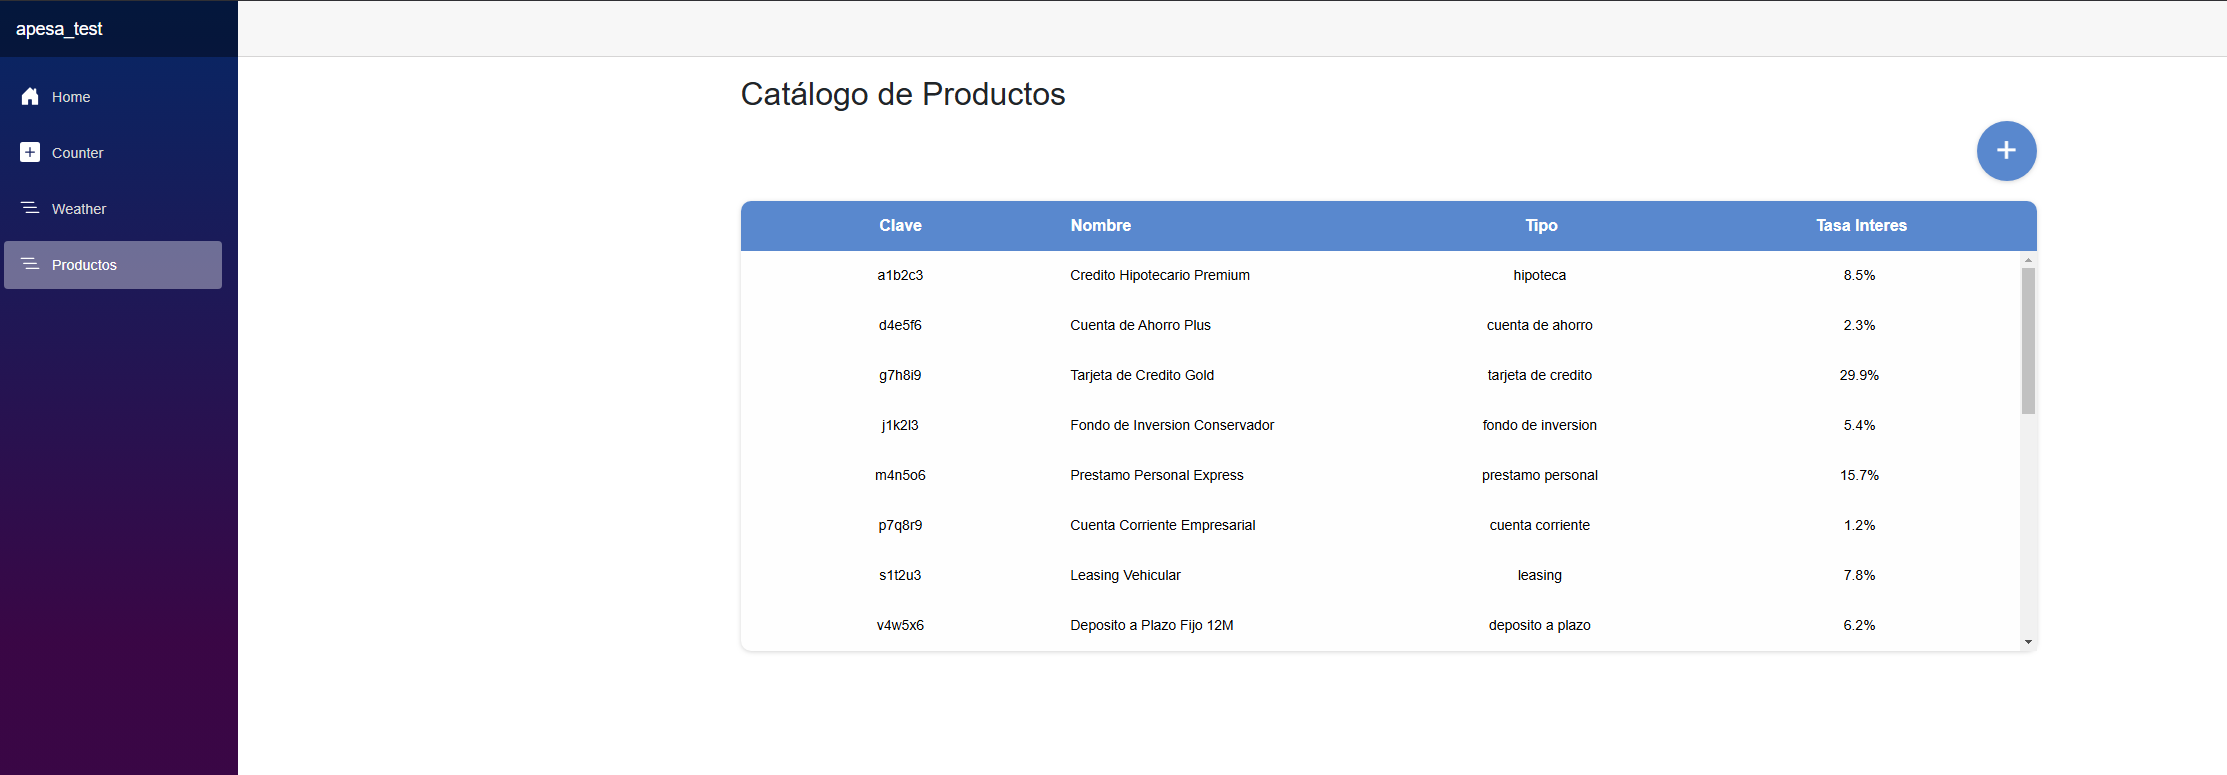 apesa_test
Home
Counter
Weather
Productos
Catálogo de Productos
+
Clave Nombre Tipo Tasa Interes
a1b2c3 Credito Hipotecario Premium hipoteca 8.5%
d4e5f6 Cuenta de Ahorro Plus cuenta de ahorro 2.3%
g7h8i9 Tarjeta de Credito Gold tarjeta de credito 29.9%
j1k2l3 Fondo de Inversion Conservador fondo de inversion 5.4%
m4n5o6 Prestamo Personal Express prestamo personal 15.7%
p7q8r9 Cuenta Corriente Empresarial cuenta corriente 1.2%
s1t2u3 Leasing Vehicular leasing 7.8%
v4w5x6 Deposito a Plazo Fijo 12M deposito a plazo 6.2%